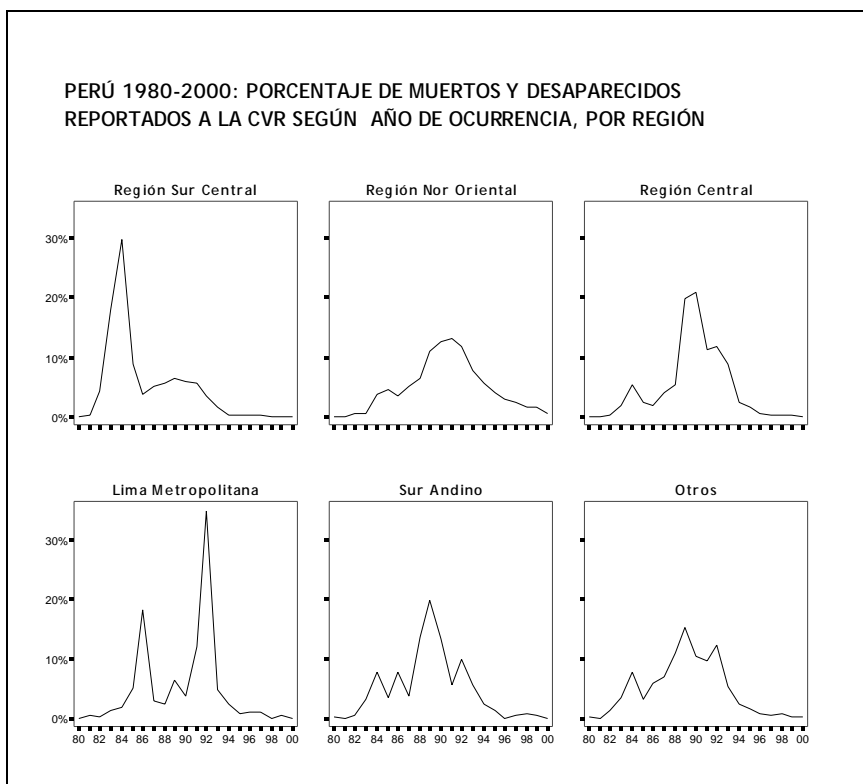 PERÚ 1980-2000: PORCENTAJE DE MUERTOS Y DESAPARECIDOS
REPORTADOS A LA CVR SEGÚN AÑO DE OCURRENCIA, POR REGIÓN
Región Sur Central
Región Nor Oriental
Región Central
30%
20%
10%
0%
Lima Metropolitana
Sur Andino
Otros
30%
20%
10%
0%
80 82 84 86 88 90 92 94 96 98 00
80 82 84 86 88 90 92 94 96 98 00
80 82 84 86 88 90 92 94 96 98 00